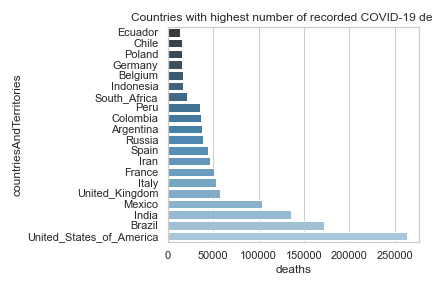 Countries with highest number of recorded COVID-19 de
Ecuador
Chile
Poland
Germany
Belgium
Indonesia
South_Africa
Peru
Colombia
Argentina
Russia
Spain
Iran
France
Italy
United_Kingdom
Mexico
India
Brazil
United_States_of_America
countriesAndTerritories
0 50000 100000 150000 200000 250000
deaths